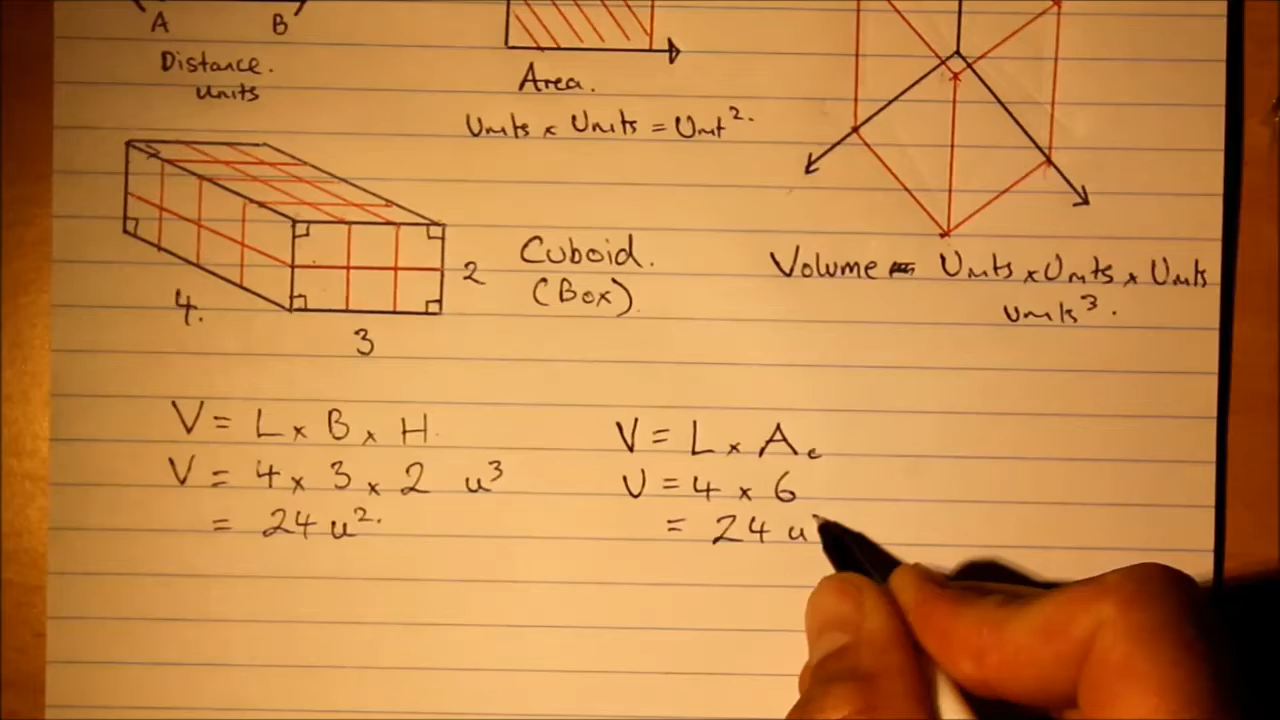 A B
Distance.
Units
Area.
Units x Units = Unit².
4.
3
2
Cuboid.
(Box)
Volume Units x Units x Units
Units³.
V = L x B x H.
V = 4 x 3 x 2 u³
= 24 u².
V = L x Ac
V = 4 x 6
= 24 u